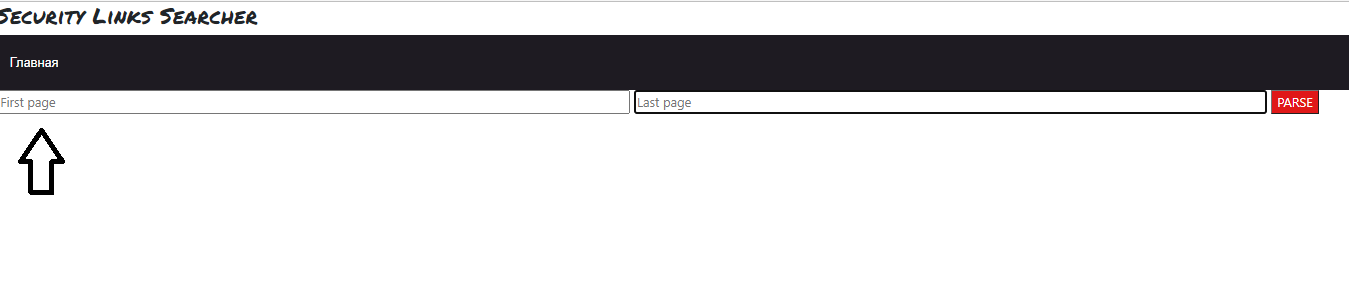 Security Links Searcher
Главная
First page Last page PARSE